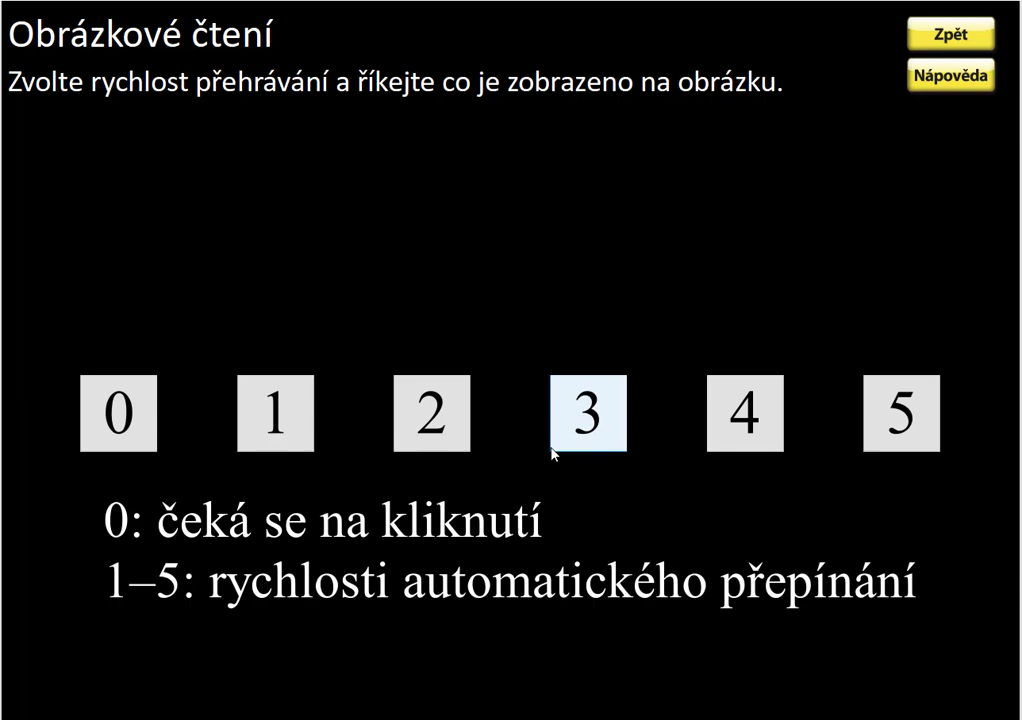 Obrázkové čtení
Zpět
Zvolte rychlost přehrávání a říkejte co je zobrazeno na obrázku.
Nápověda
0 1 2 3 4 5
0: čeká se na kliknutí
1–5: rychlosti automatického přepínání